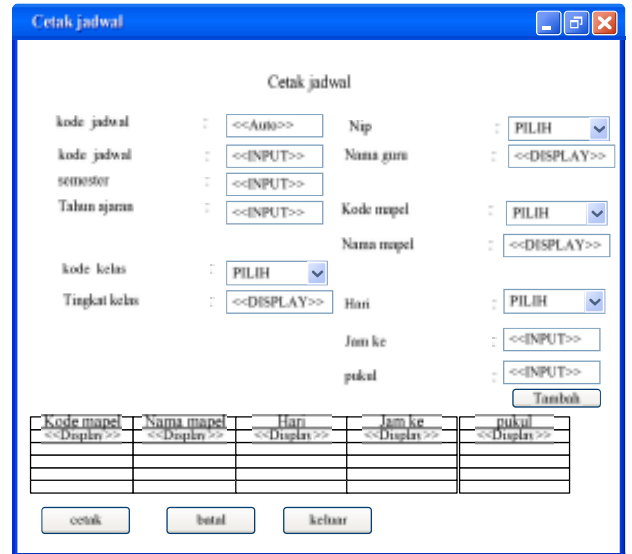 Cetak jadwal
Cetak jadwal
kode jadwal : <<Auto>>
kode jadwal : <<INPUT>>
semester : <<INPUT>>
Tahun ajaran : <<INPUT>>
kode kelas : PILIH
Tingkat kelas : <<DISPLAY>>
Nip : PILIH
Nama guru : <<DISPLAY>>
Kode mapel : PILIH
Nama mapel : <<DISPLAY>>
Hari : PILIH
Jam ke : <<INPUT>>
pukul : <<INPUT>>
Tambah
Kode mapel Nama mapel Hari Jam ke pukul
<<Display>> <<Display>> <<Display>> <<Display>> <<Display>>
cetak batal keluar